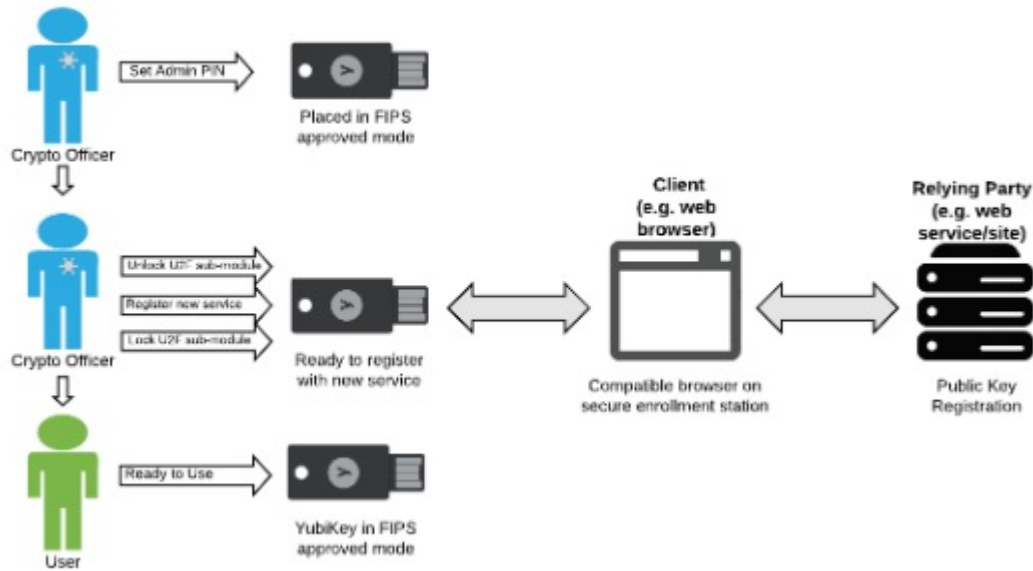 Set Admin PIN
Placed in FIPS
approved mode
Crypto Officer
Client
(e.g. web
browser)
Relying Party
(e.g. web
service/site)
Unlock U2F sub-module
Register new service
Lock U2F sub-module
Crypto Officer
Ready to register
with new service
Compatible browser on
secure enrollment station
Public Key
Registration
Ready to Use
YubiKey in FIPS
approved mode
User